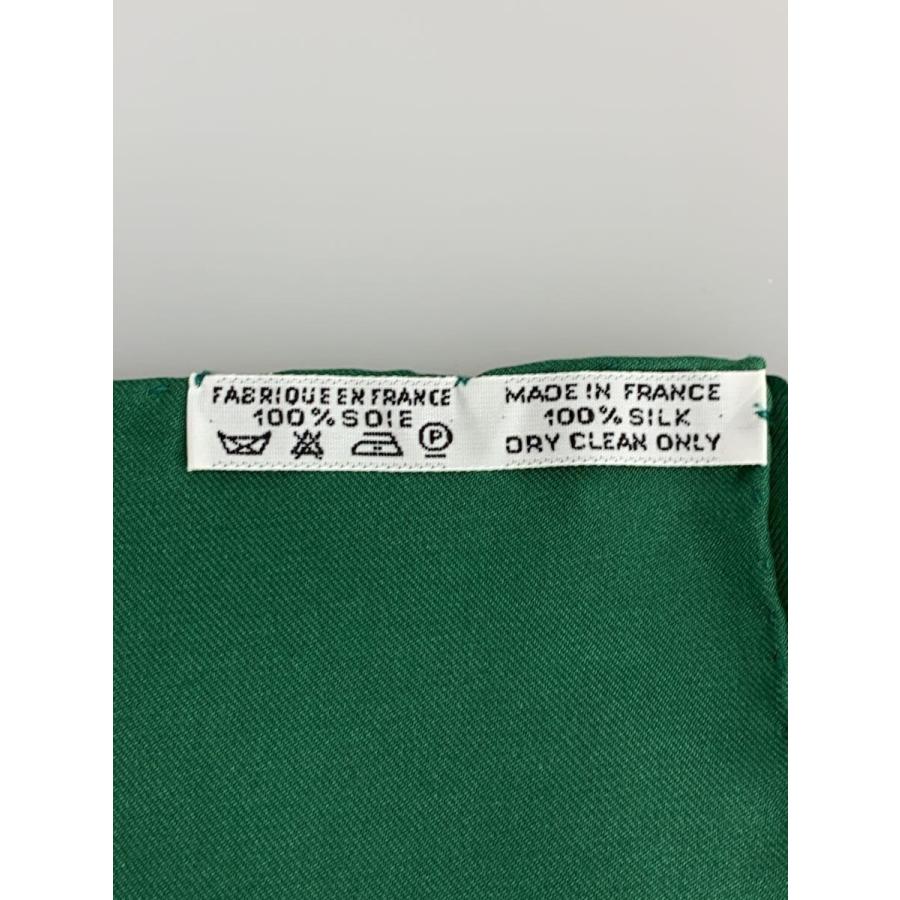 FABRIQUE EN FRANCE
100% SOIE
P
MADE IN FRANCE
100% SILK
DRY CLEAN ONLY